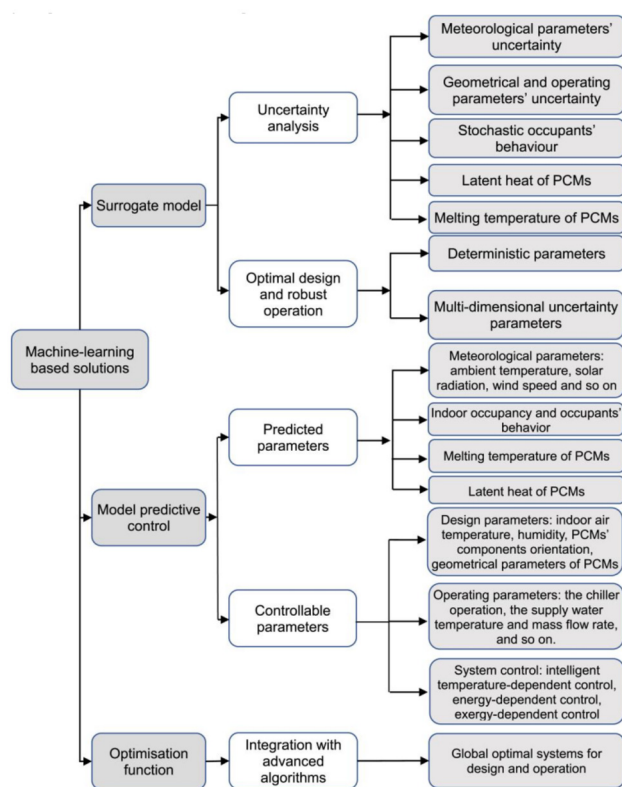 Meteorological parameters'
uncertainty
Geometrical and operating
parameters' uncertainty
Uncertainty
analysis
Stochastic occupants'
behaviour
Latent heat of PCMs
Surrogate model
Melting temperature of PCMs
Deterministic parameters
Optimal design
and robust
operation
Multi-dimensional uncertainty
parameters
Machine-learning
based solutions
Meteorological parameters:
ambient temperature, solar
radiation, wind speed and so on
Predicted
parameters
Indoor occupancy and occupants'
behavior
Melting temperature of PCMs
Latent heat of PCMs
Model predictive
control
Design parameters: indoor air
temperature, humidity, PCMs'
components orientation,
geometrical parameters of PCMs
Controllable
parameters
Operating parameters: the chiller
operation, the supply water
temperature and mass flow rate,
and so on.
System control: intelligent
temperature-dependent control,
energy-dependent control,
exergy-dependent control
Optimisation
function
Integration with
advanced
algorithms
Global optimal systems for
design and operation